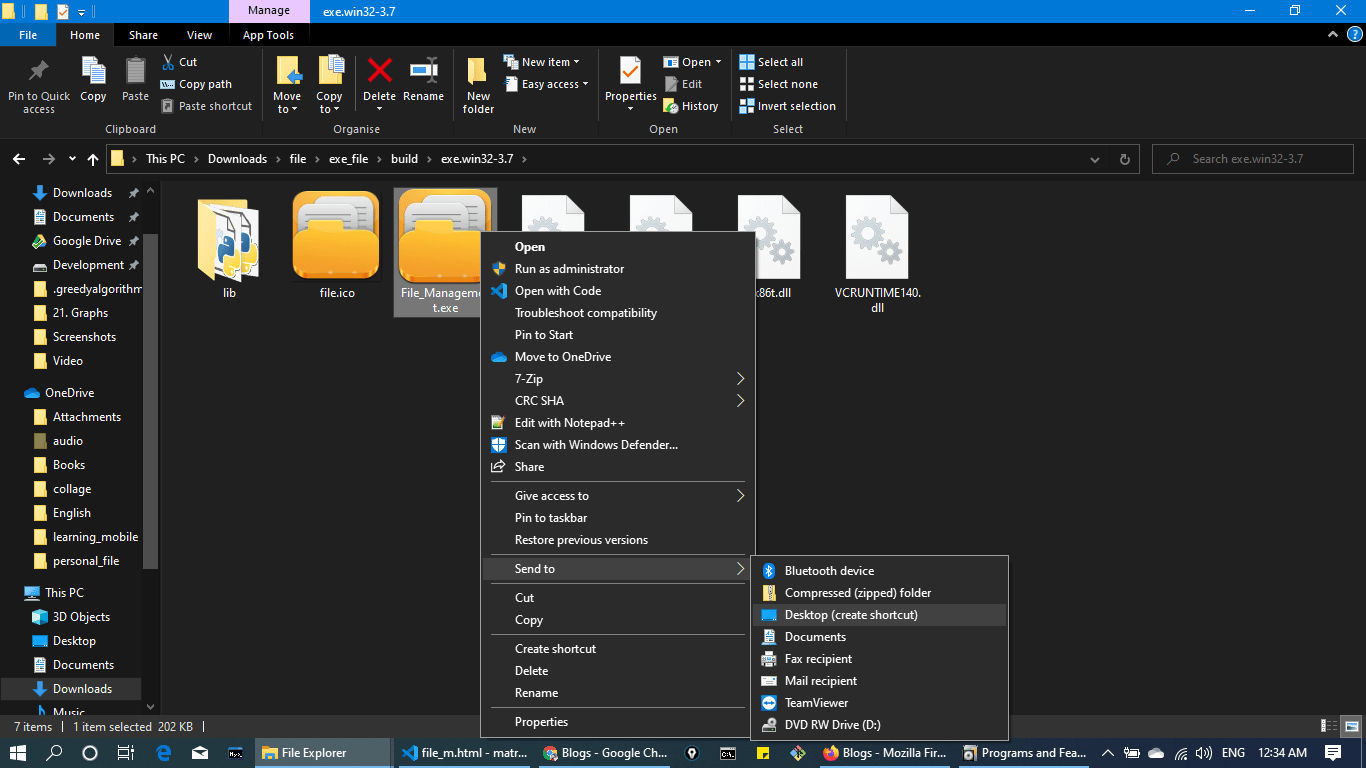 Manage
exe.win32-3.7
File
Home
Share
View
App Tools
Pin to Quick
access
Copy
Paste
Cut
Copy path
Paste shortcut
Move
to
Copy
to
Delete
Rename
New
folder
New item
Easy access
Properties
Open
Edit
History
Select all
Select none
Invert selection
Clipboard
Organise
New
Open
Select
This PC > Downloads > file > exe_file > build > exe.win32-3.7 >
Search exe.win32-3.7
Downloads
Documents
Google Drive
Development
.greedyalgorithm
21. Graphs
Screenshots
Video
OneDrive
Attachments
audio
Books
collage
English
learning_mobile
personal_file
This PC
3D Objects
Desktop
Documents
Downloads
Music
lib
file.ico
File_Manageme
t.exe
x86t.dll
VCRUNTIME140.
dll
Open
Run as administrator
Open with Code
Troubleshoot compatibility
Pin to Start
Move to OneDrive
7-Zip
CRC SHA
Edit with Notepad++
Scan with Windows Defender...
Share
Give access to
Pin to taskbar
Restore previous versions
Send to
Cut
Copy
Create shortcut
Delete
Rename
Properties
Bluetooth device
Compressed (zipped) folder
Desktop (create shortcut)
Documents
Fax recipient
Mail recipient
TeamViewer
DVD RW Drive (D:)
7 items
1 item selected 202 KB
File Explorer
file_m.html - matr...
Blogs - Google Ch...
Blogs - Mozilla Fir...
Programs and Fea...
ENG
12:34 AM